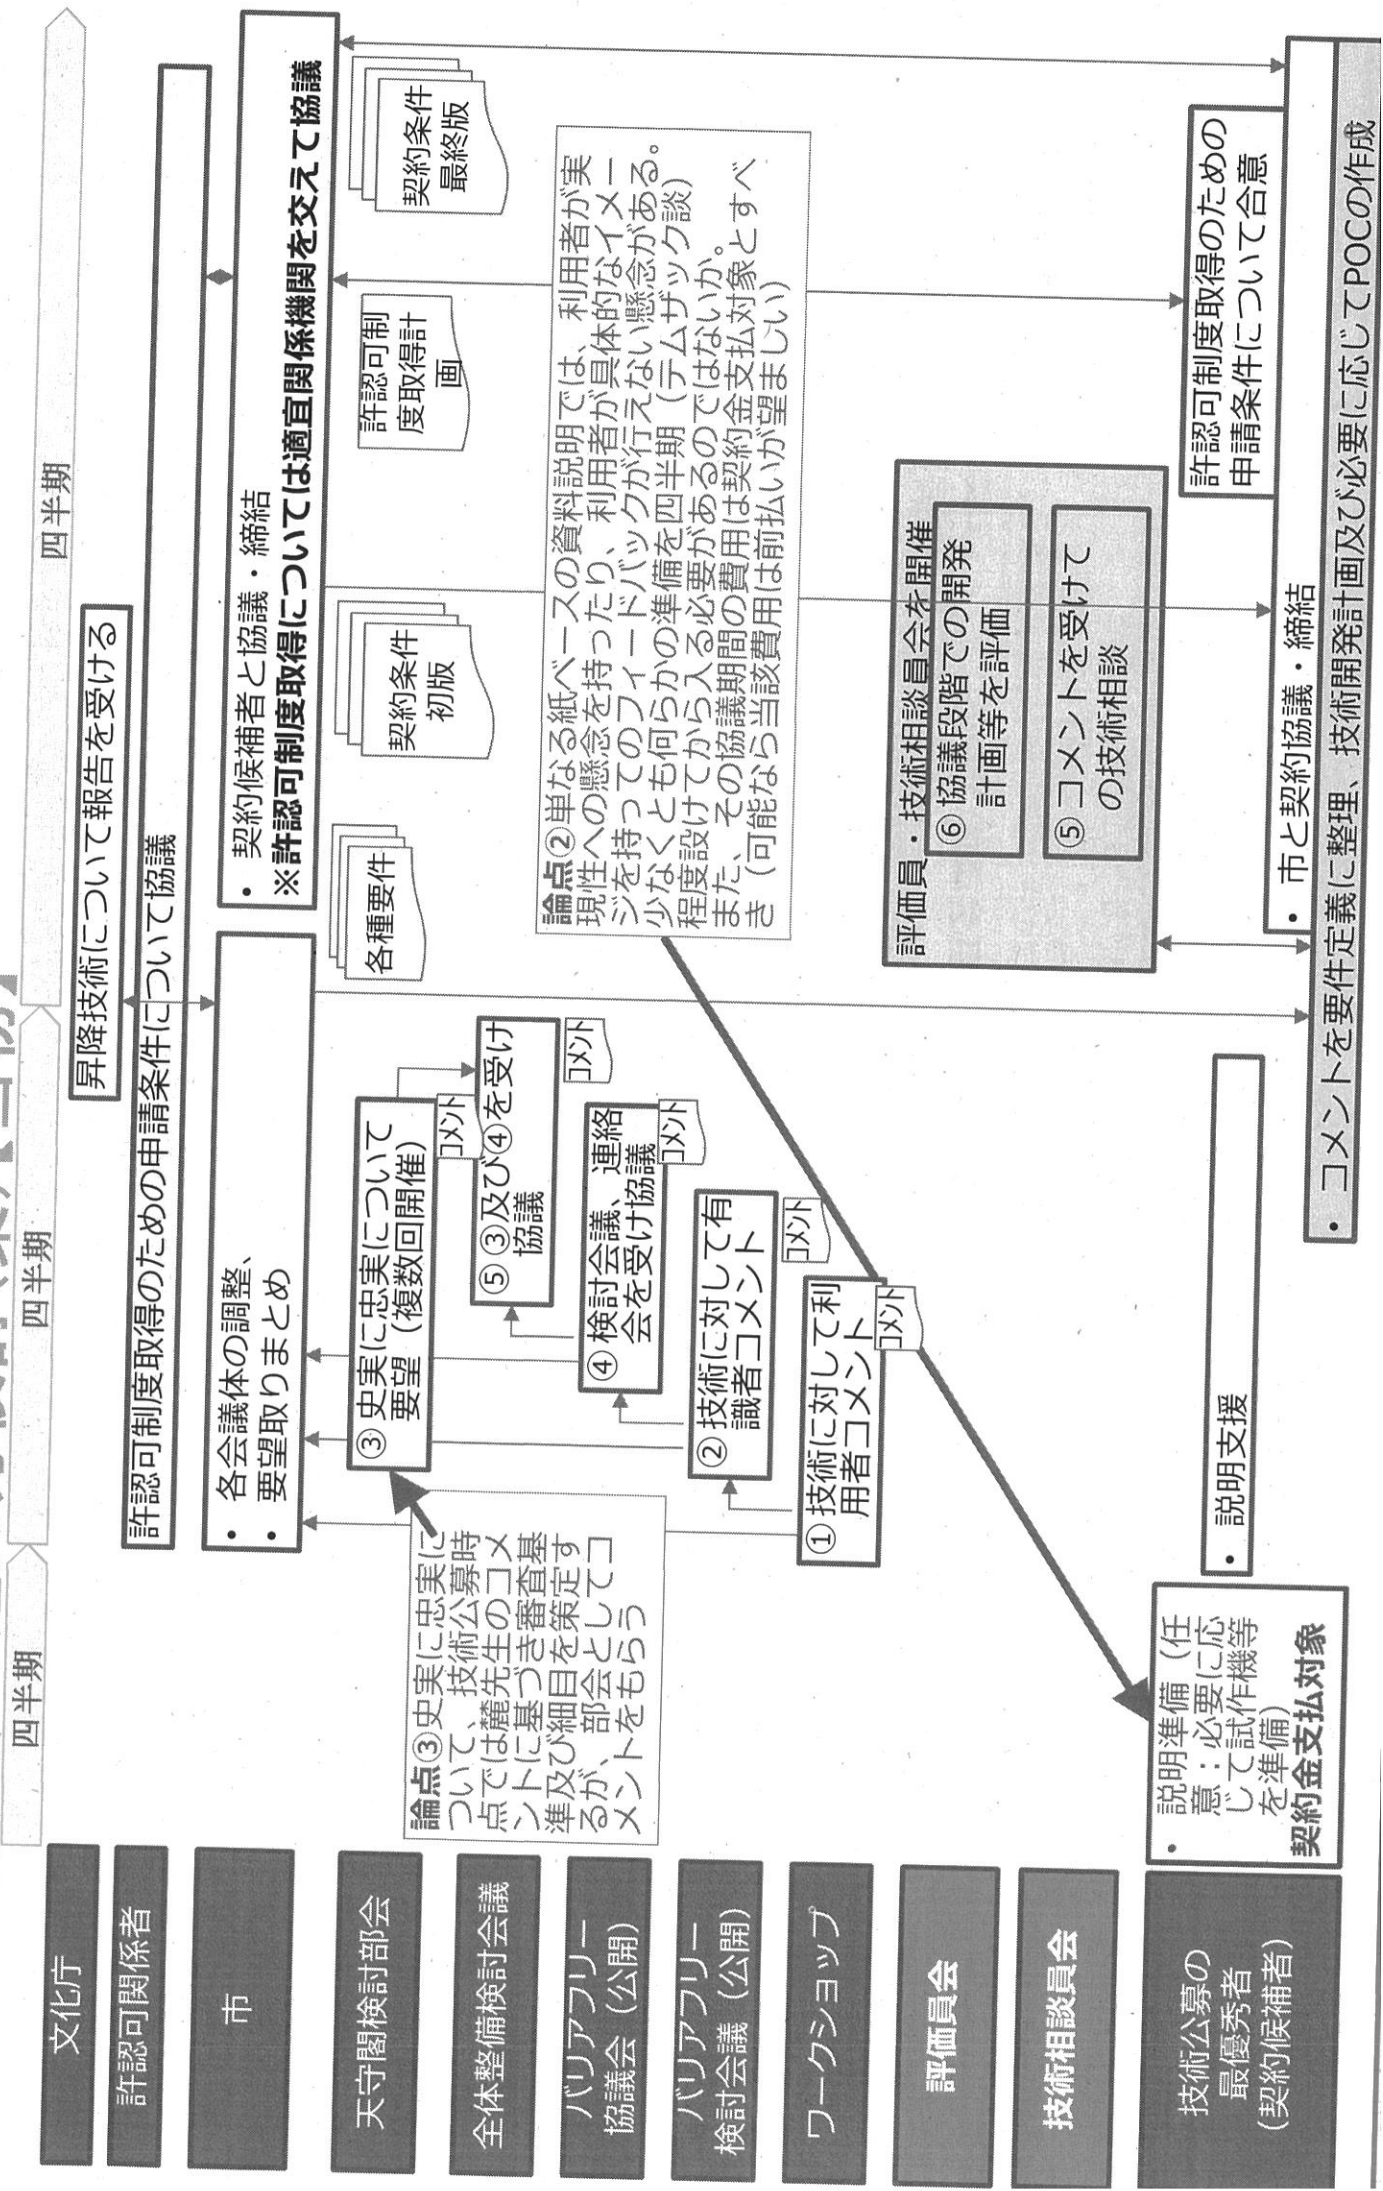 四半期
四半期
四半期
文化庁
昇降技術について報告を受ける
許認可関係者
許認可制度取得のための申請条件について協議
市
• 各会議体の調整、
• 要望取りまとめ
• 契約候補者と協議・締結
※許認可制度取得については適宜関係機関を交えて協議
各種要件
契約条件
初版
許認可制
度取得計
画
契約条件
最終版
天守閣検討部会
③ 史実に忠実について
要望（複数回開催）
コメント
全体整備検討会議
⑤ ③及び④を受け
協議
コメント
バリアフリー
協議会（公開）
④ 検討会議、連絡
会を受け協議
コメント
バリアフリー
検討会議（公開）
② 技術に対して有
識者コメント
コメント
ワークショップ
① 技術に対して利
用者コメント
コメント
論点③史実に忠実に
ついて、技術公募時
点では麓先生のコメ
ントに基づき審査基
準及び細目を策定す
るが、部会としてコ
メントをもらう
論点②単なる紙ベースの資料説明では、利用者が実
現性への懸念を持ったり、利用者が具体的なイメー
ジを持ってのフィードバックが行えない懸念がある。
少なくとも何らかの準備を四半期（テムザック談）
程度設けてから入る必要があるのではないか。
また、その協議期間の費用は契約金支払対象とすべ
き（可能なら当該費用は前払いが望ましい）
評価員会
技術相談員会
評価員・技術相談員会を開催
⑥ 協議段階での開発
計画等を評価
⑤ コメントを受けて
の技術相談
技術公募の
最優秀者
（契約候補者）
• 説明準備（任
意：必要に応
じて試作機等
を準備）
契約金支払対象
• 説明支援
許認可制度取得のための
申請条件について合意
• 市と契約協議・締結
• コメントを要件定義に整理、技術開発計画及び必要に応じてPOCの作成